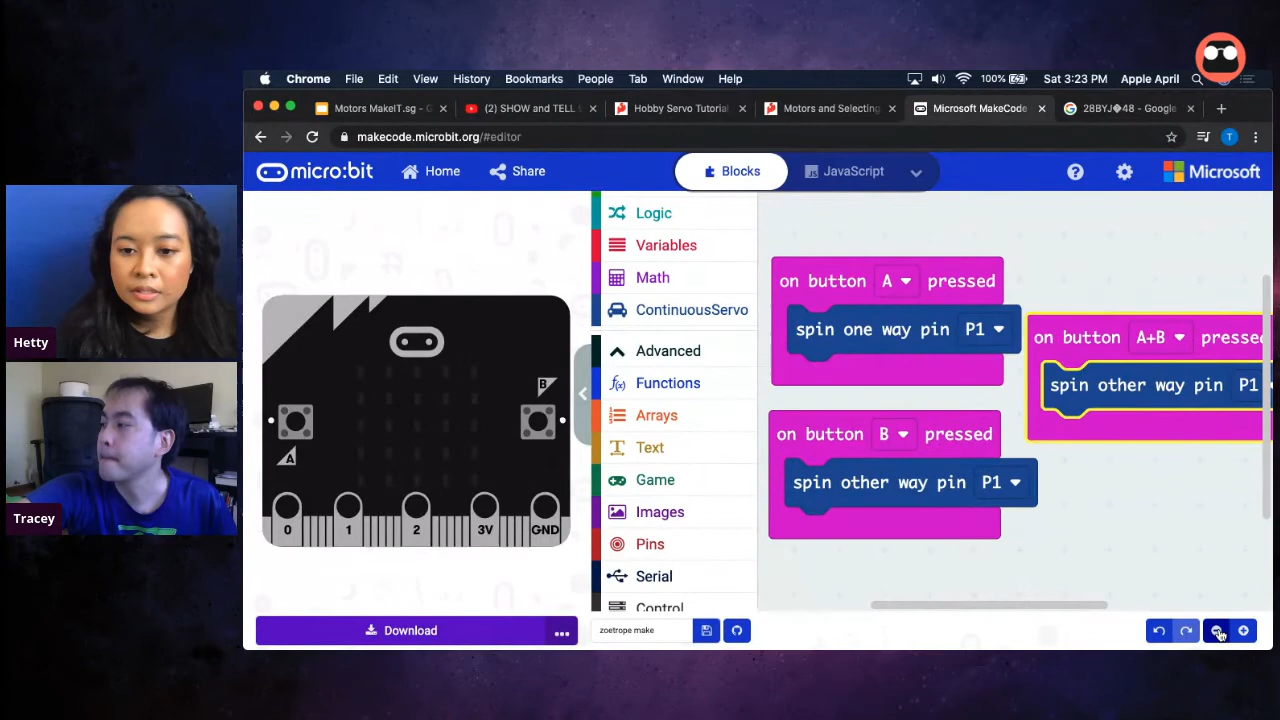 Chrome File Edit View History Bookmarks People Tab Window Help 100% Sat 3:23 PM Apple April
Motors MakeIT.sg - G
(2) SHOW and TELL L
Hobby Servo Tutorial
Motors and Selecting
Microsoft MakeCode
28BYJ�48 - Google
makecode.microbit.org/#editor
T
micro:bit
Home
Share
Blocks
JS JavaScript
Microsoft
Logic
Variables
Math
ContinuousServo
Advanced
f(x) Functions
Arrays
Text
Game
Images
Pins
Serial
Control
on button A pressed
spin one way pin P1
on button A+B pressed
spin other way pin P1
on button B pressed
spin other way pin P1
A
B
0 1 2 3V GND
Download
...
zoetrope make
Hetty
Tracey